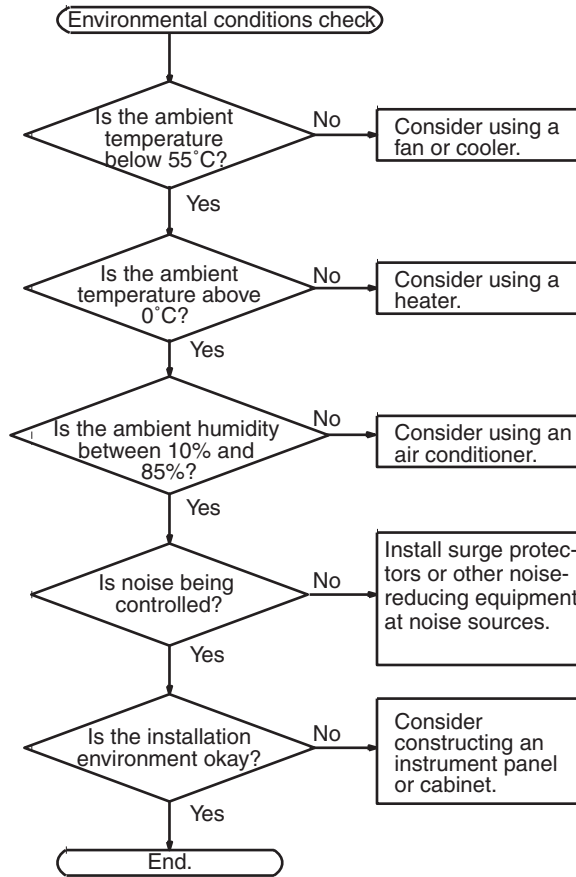 Environmental conditions check
Is the ambient
temperature
below 55˚C?
No
Consider using a
fan or cooler.
Yes
Is the ambient
temperature above
0˚C?
No
Consider using a
heater.
Yes
Is the ambient humidity
between 10% and
85%?
No
Consider using an
air conditioner.
Yes
Is noise being
controlled?
No
Install surge protec-
tors or other noise-
reducing equipment
at noise sources.
Yes
Is the installation
environment okay?
No
Consider
constructing an
instrument panel
or cabinet.
Yes
End.